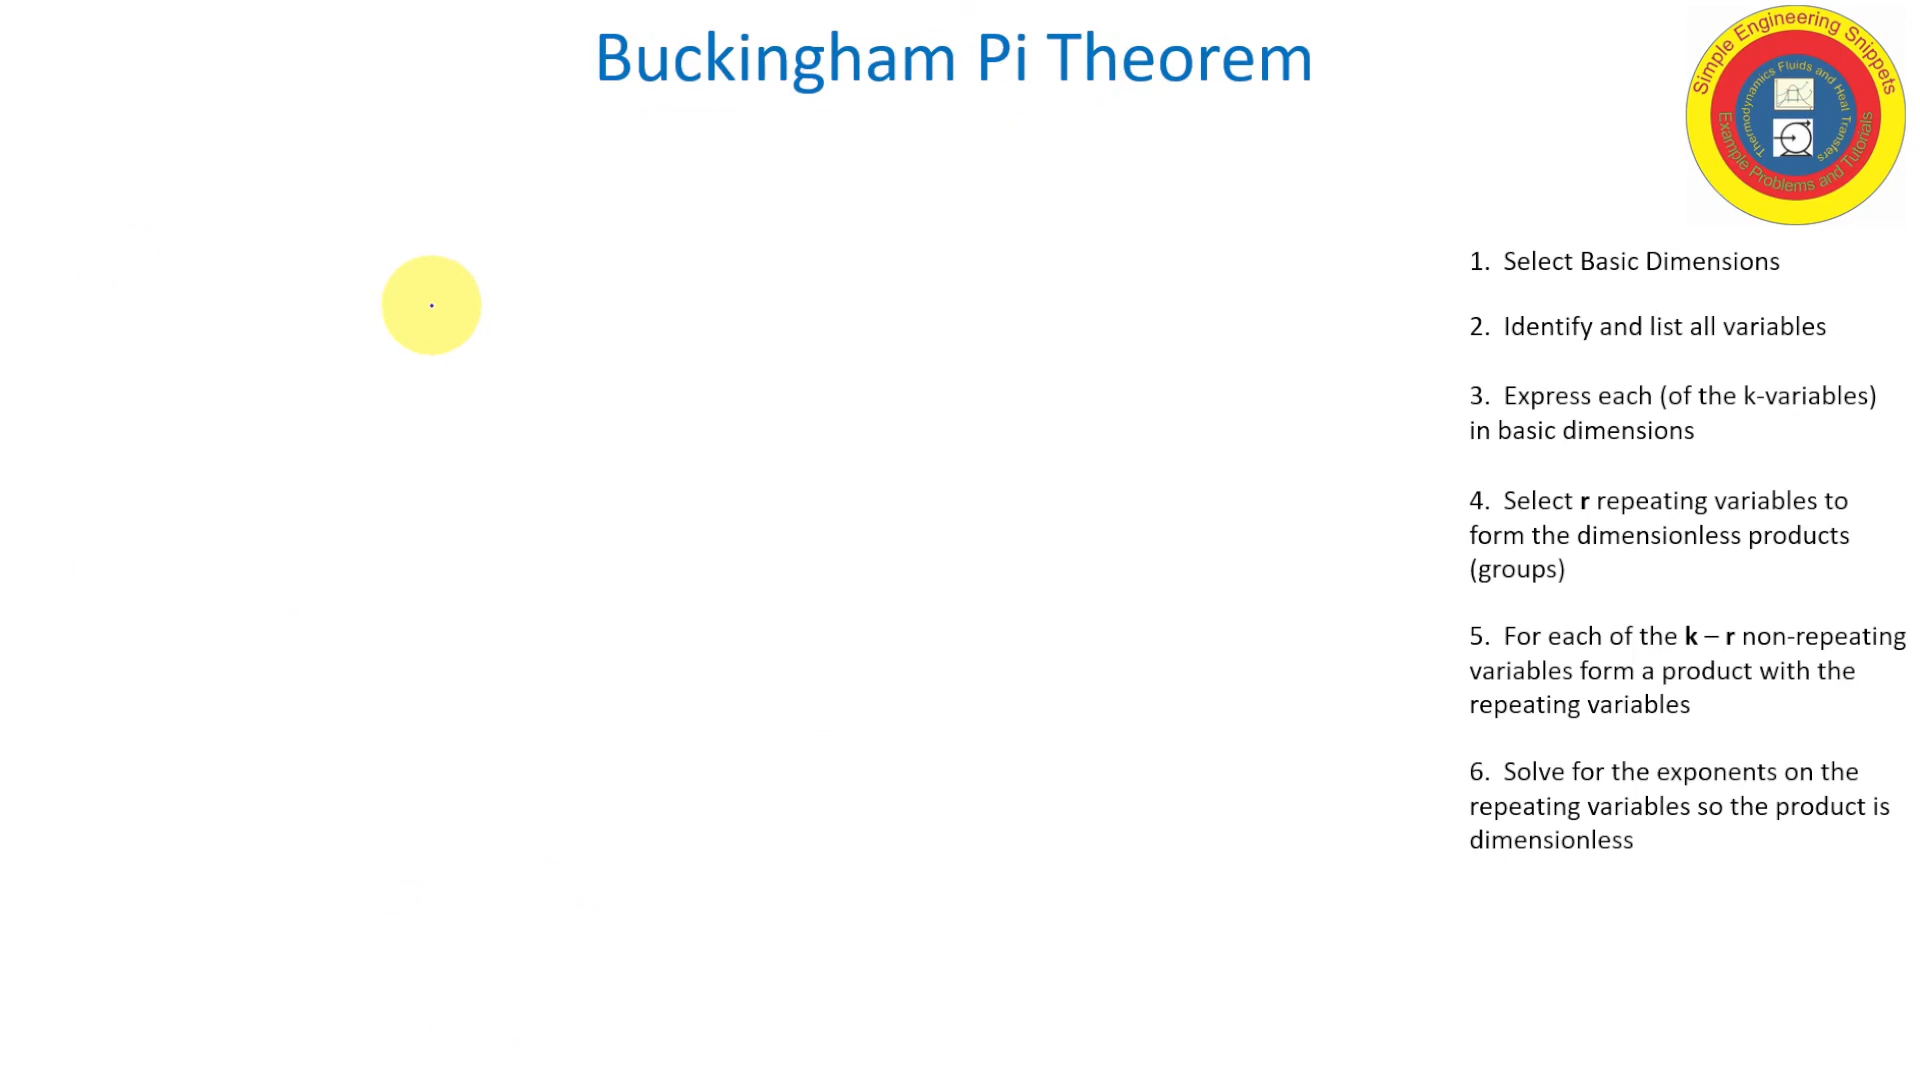 Buckingham Pi Theorem
Simple Engineering Snippets
Thermodynamics Fluids and Heat Transfers
Example Problems and Tutorials
1. Select Basic Dimensions
2. Identify and list all variables
3. Express each (of the k-variables)
in basic dimensions
4. Select r repeating variables to
form the dimensionless products
(groups)
5. For each of the k – r non-repeating
variables form a product with the
repeating variables
6. Solve for the exponents on the
repeating variables so the product is
dimensionless